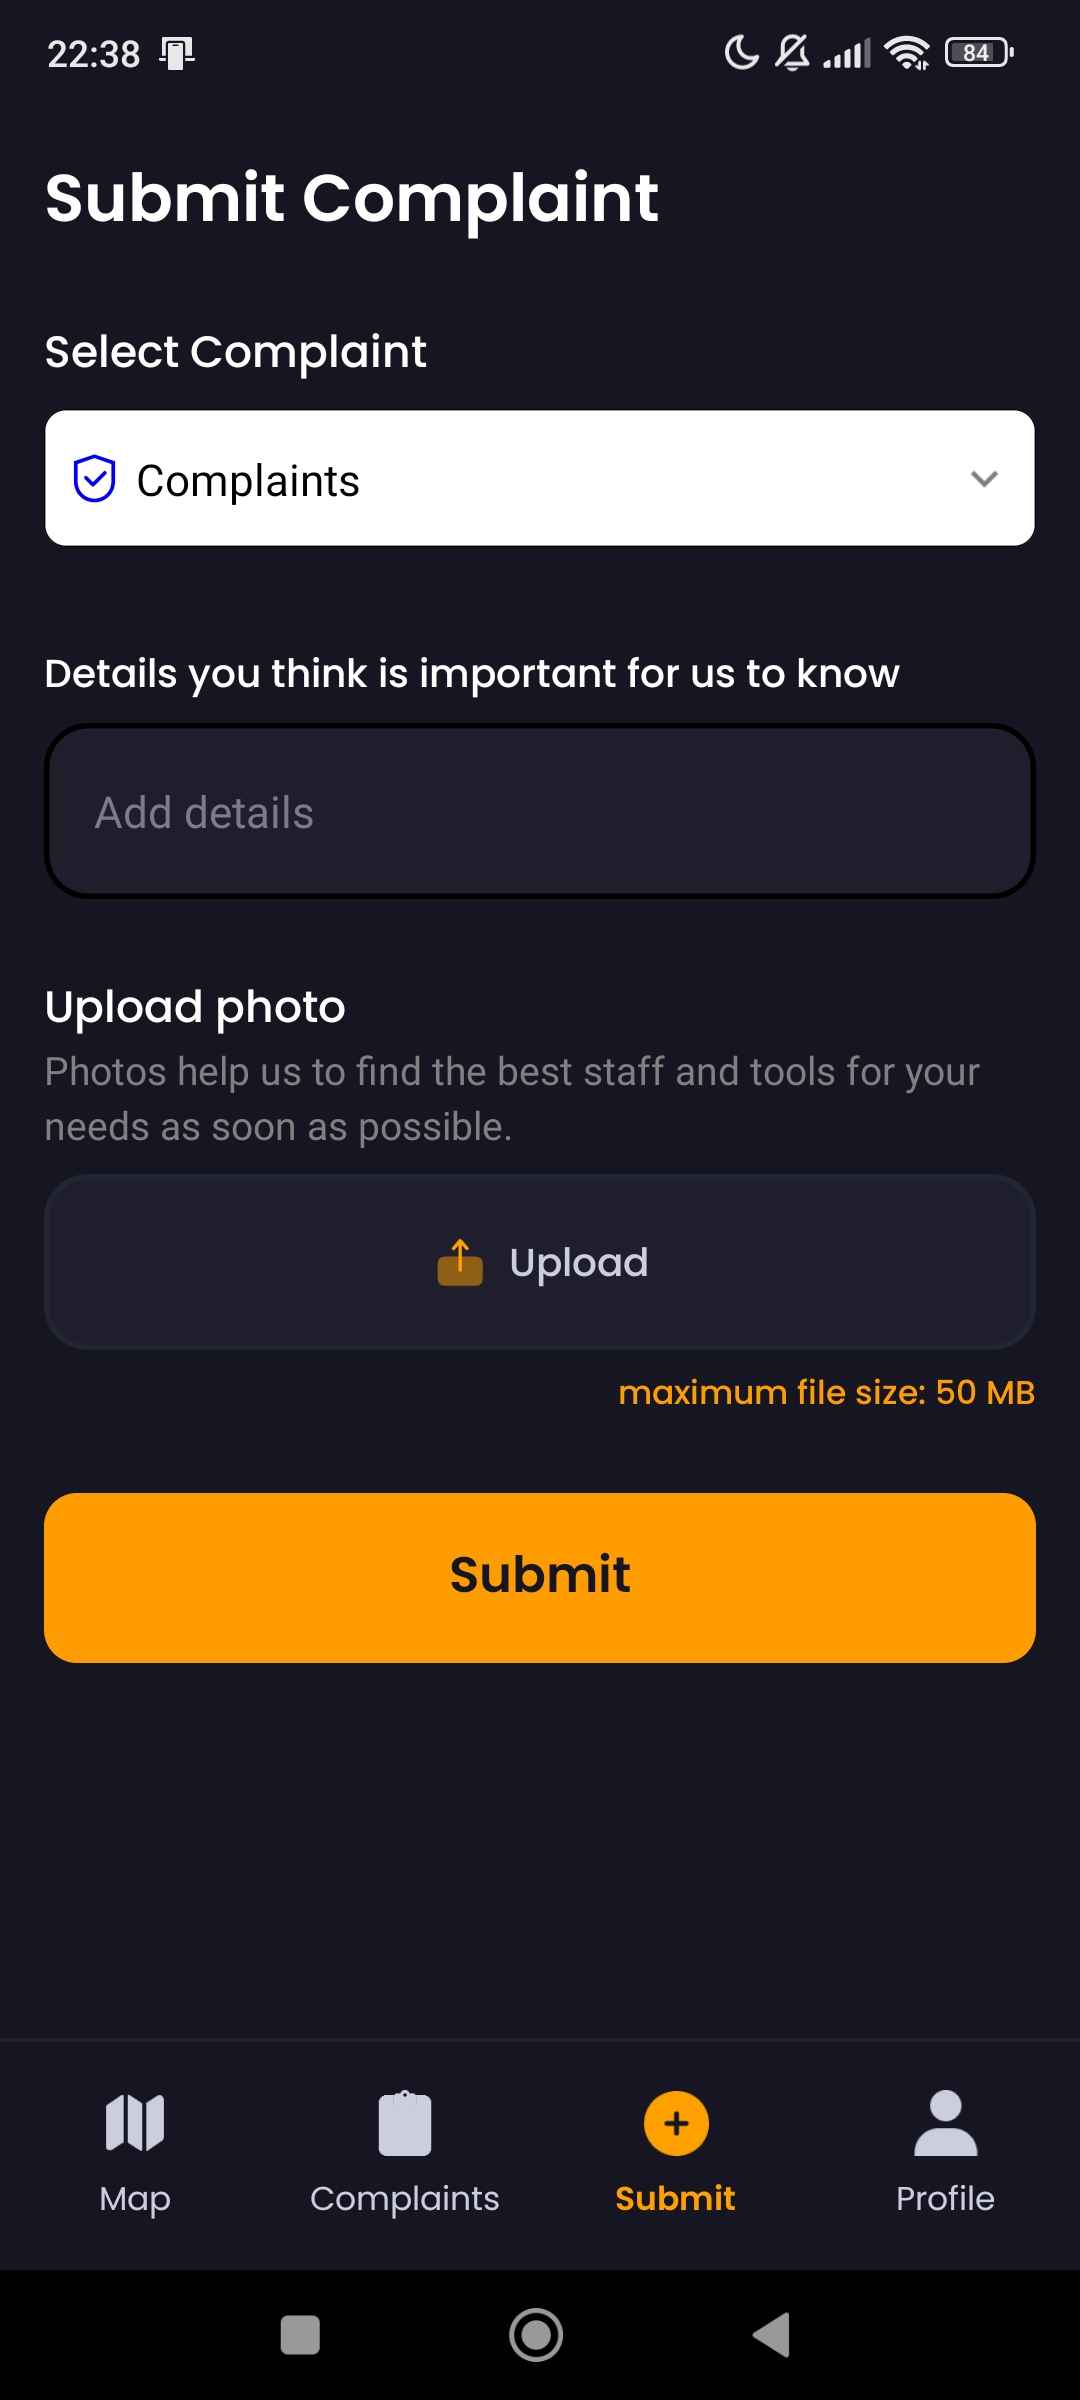 22:38
84
Submit Complaint
Select Complaint
Complaints
Details you think is important for us to know
Add details
Upload photo
Photos help us to find the best staff and tools for your
needs as soon as possible.
Upload
maximum file size: 50 MB
Submit
Map
Complaints
Submit
Profile